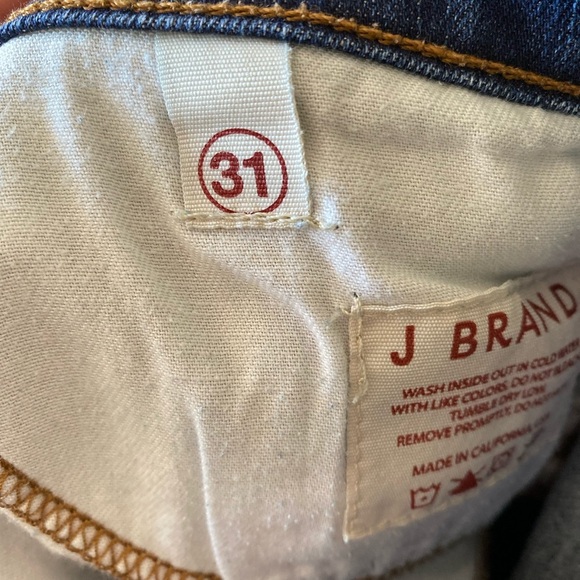 31
J BRAND
WASH INSIDE OUT IN COLD
WITH LIKE COLORS. DO NOT
TUMBLE DRY LOW
REMOVE PROMPTLY, DO
MADE IN CALIFORNIA